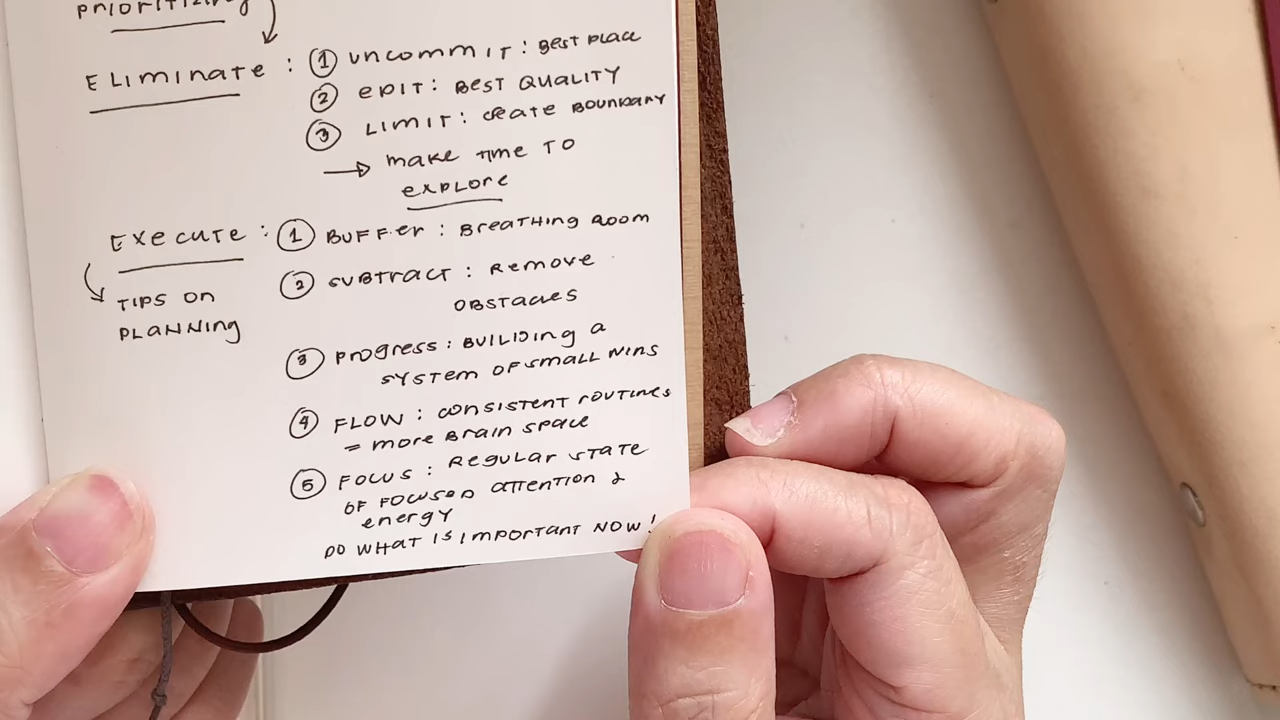 PRIORITIZING
ELIMINATE : ① UNCOMMIT : BEST PLACE
② EDIT : BEST QUALITY
③ LIMIT : CREATE BOUNDARY
→ MAKE TIME TO
EXPLORE
EXECUTE : ① BUFFER : BREATHING ROOM
TIPS ON
PLANNING
② SUBTRACT : REMOVE
OBSTACLES
③ PROGRESS : BUILDING A
SYSTEM OF SMALL WINS
④ FLOW : CONSISTENT ROUTINES
= MORE BRAIN SPACE
⑤ FOCUS : REGULAR STATE
OF FOCUSED ATTENTION &
ENERGY
DO WHAT IS IMPORTANT NOW!